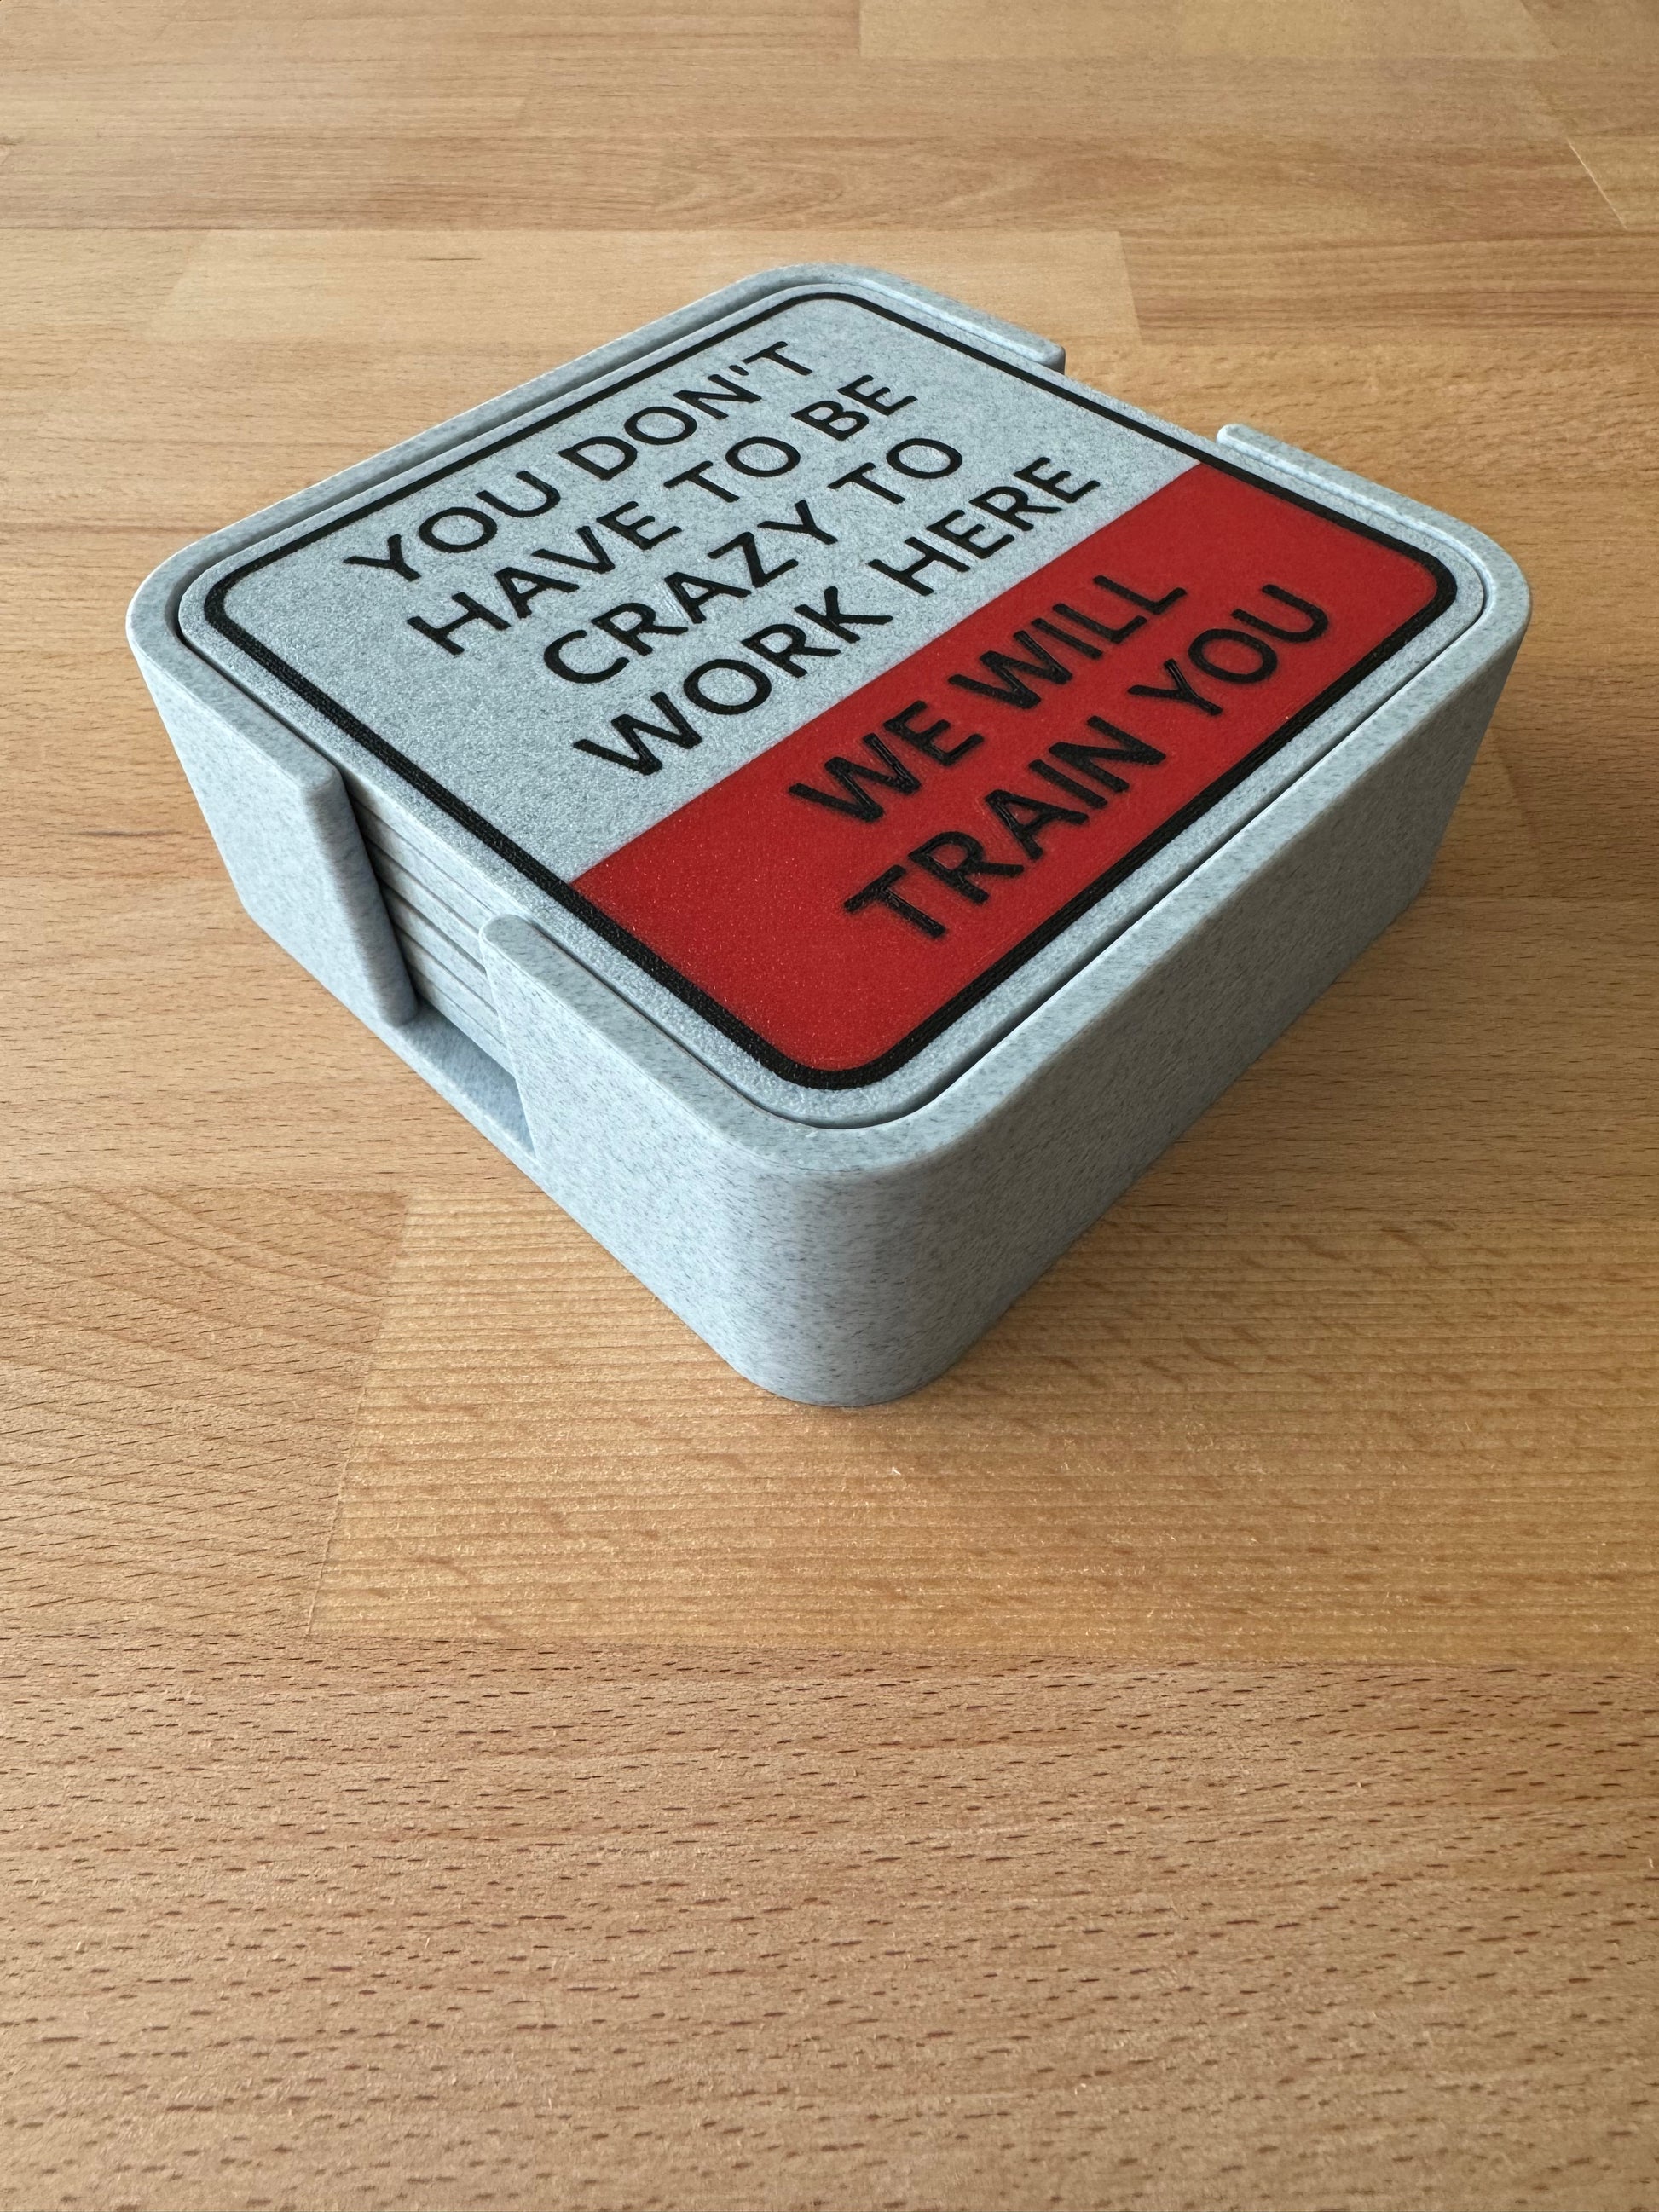 YOU DON'T
HAVE TO BE
CRAZY TO
WORK HERE
WE WILL
TRAIN YOU